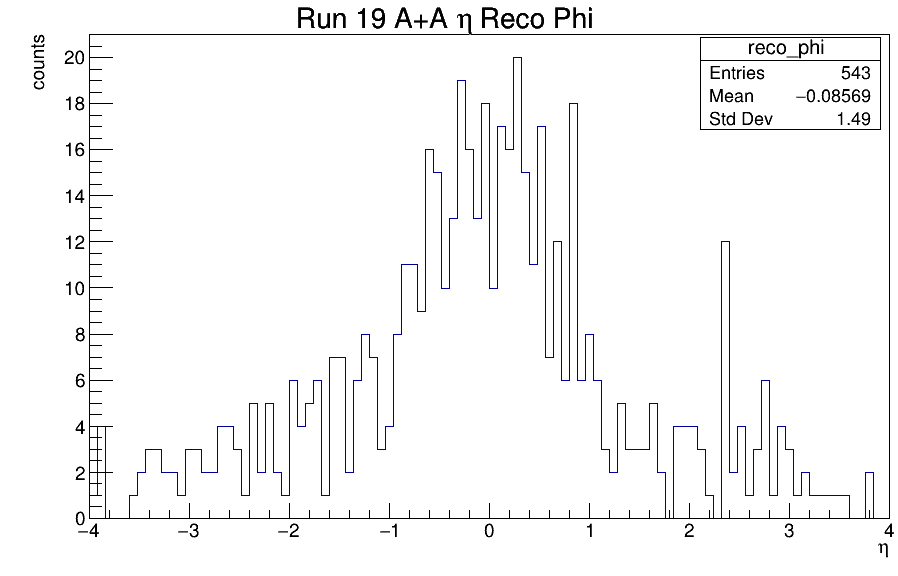 Run 19 A+A η Reco Phi
counts
reco_phi
Entries 543
Mean −0.08569
Std Dev 1.49
20
18
16
14
12
10
8
6
4
2
0
−4 −3 −2 −1 0 1 2 3 4
η